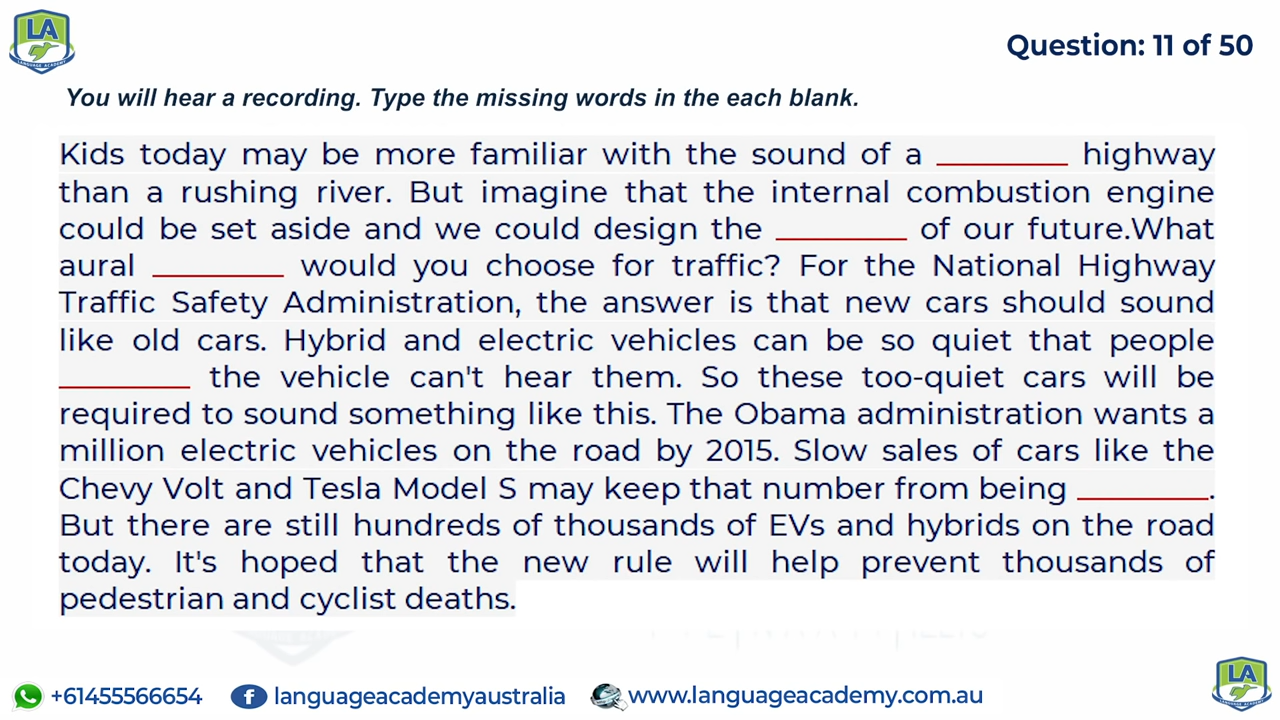 LA
LANGUAGE ACADEMY
Question: 11 of 50
You will hear a recording. Type the missing words in the each blank.
Kids today may be more familiar with the sound of a ________ highway
than a rushing river. But imagine that the internal combustion engine
could be set aside and we could design the ________ of our future.What
aural ________ would you choose for traffic? For the National Highway
Traffic Safety Administration, the answer is that new cars should sound
like old cars. Hybrid and electric vehicles can be so quiet that people
________ the vehicle can't hear them. So these too-quiet cars will be
required to sound something like this. The Obama administration wants a
million electric vehicles on the road by 2015. Slow sales of cars like the
Chevy Volt and Tesla Model S may keep that number from being ________.
But there are still hundreds of thousands of EVs and hybrids on the road
today. It's hoped that the new rule will help prevent thousands of
pedestrian and cyclist deaths.
+61455566654 languageacademyaustralia www.languageacademy.com.au
LA